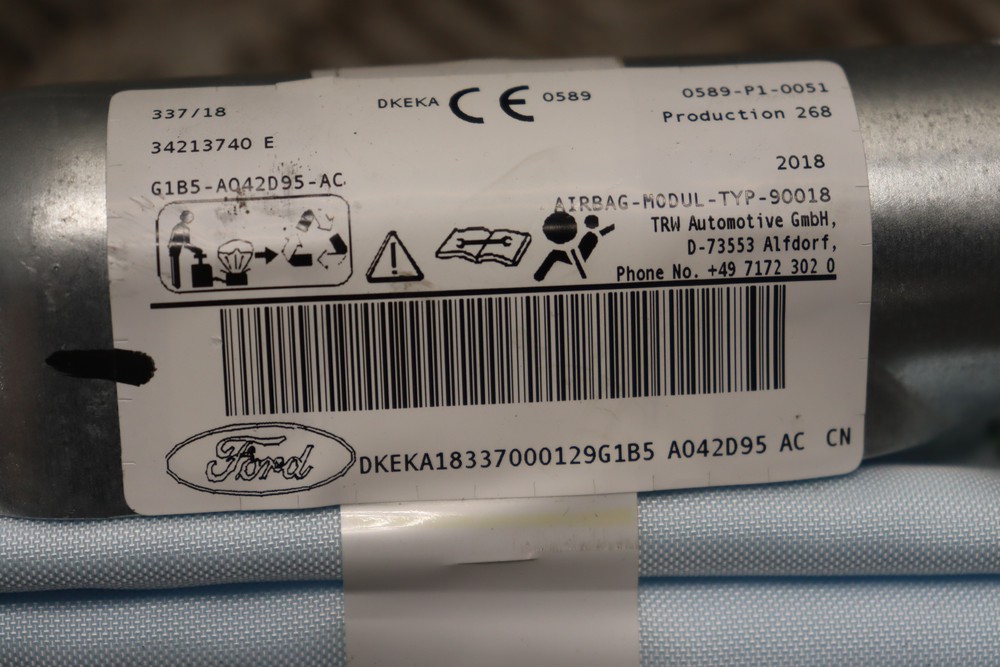 337/18
DKEKA CE 0589
0589-P1-0051
Production 268
34213740 E
2018
G1B5-A042D95-AC
AIRBAG-MODUL-TYP-90018
TRW Automotive GmbH,
D-73553 Alfdorf,
Phone No. +49 7172 302 0
Ford
DKEKA18337000129G1B5 A042D95 AC CN